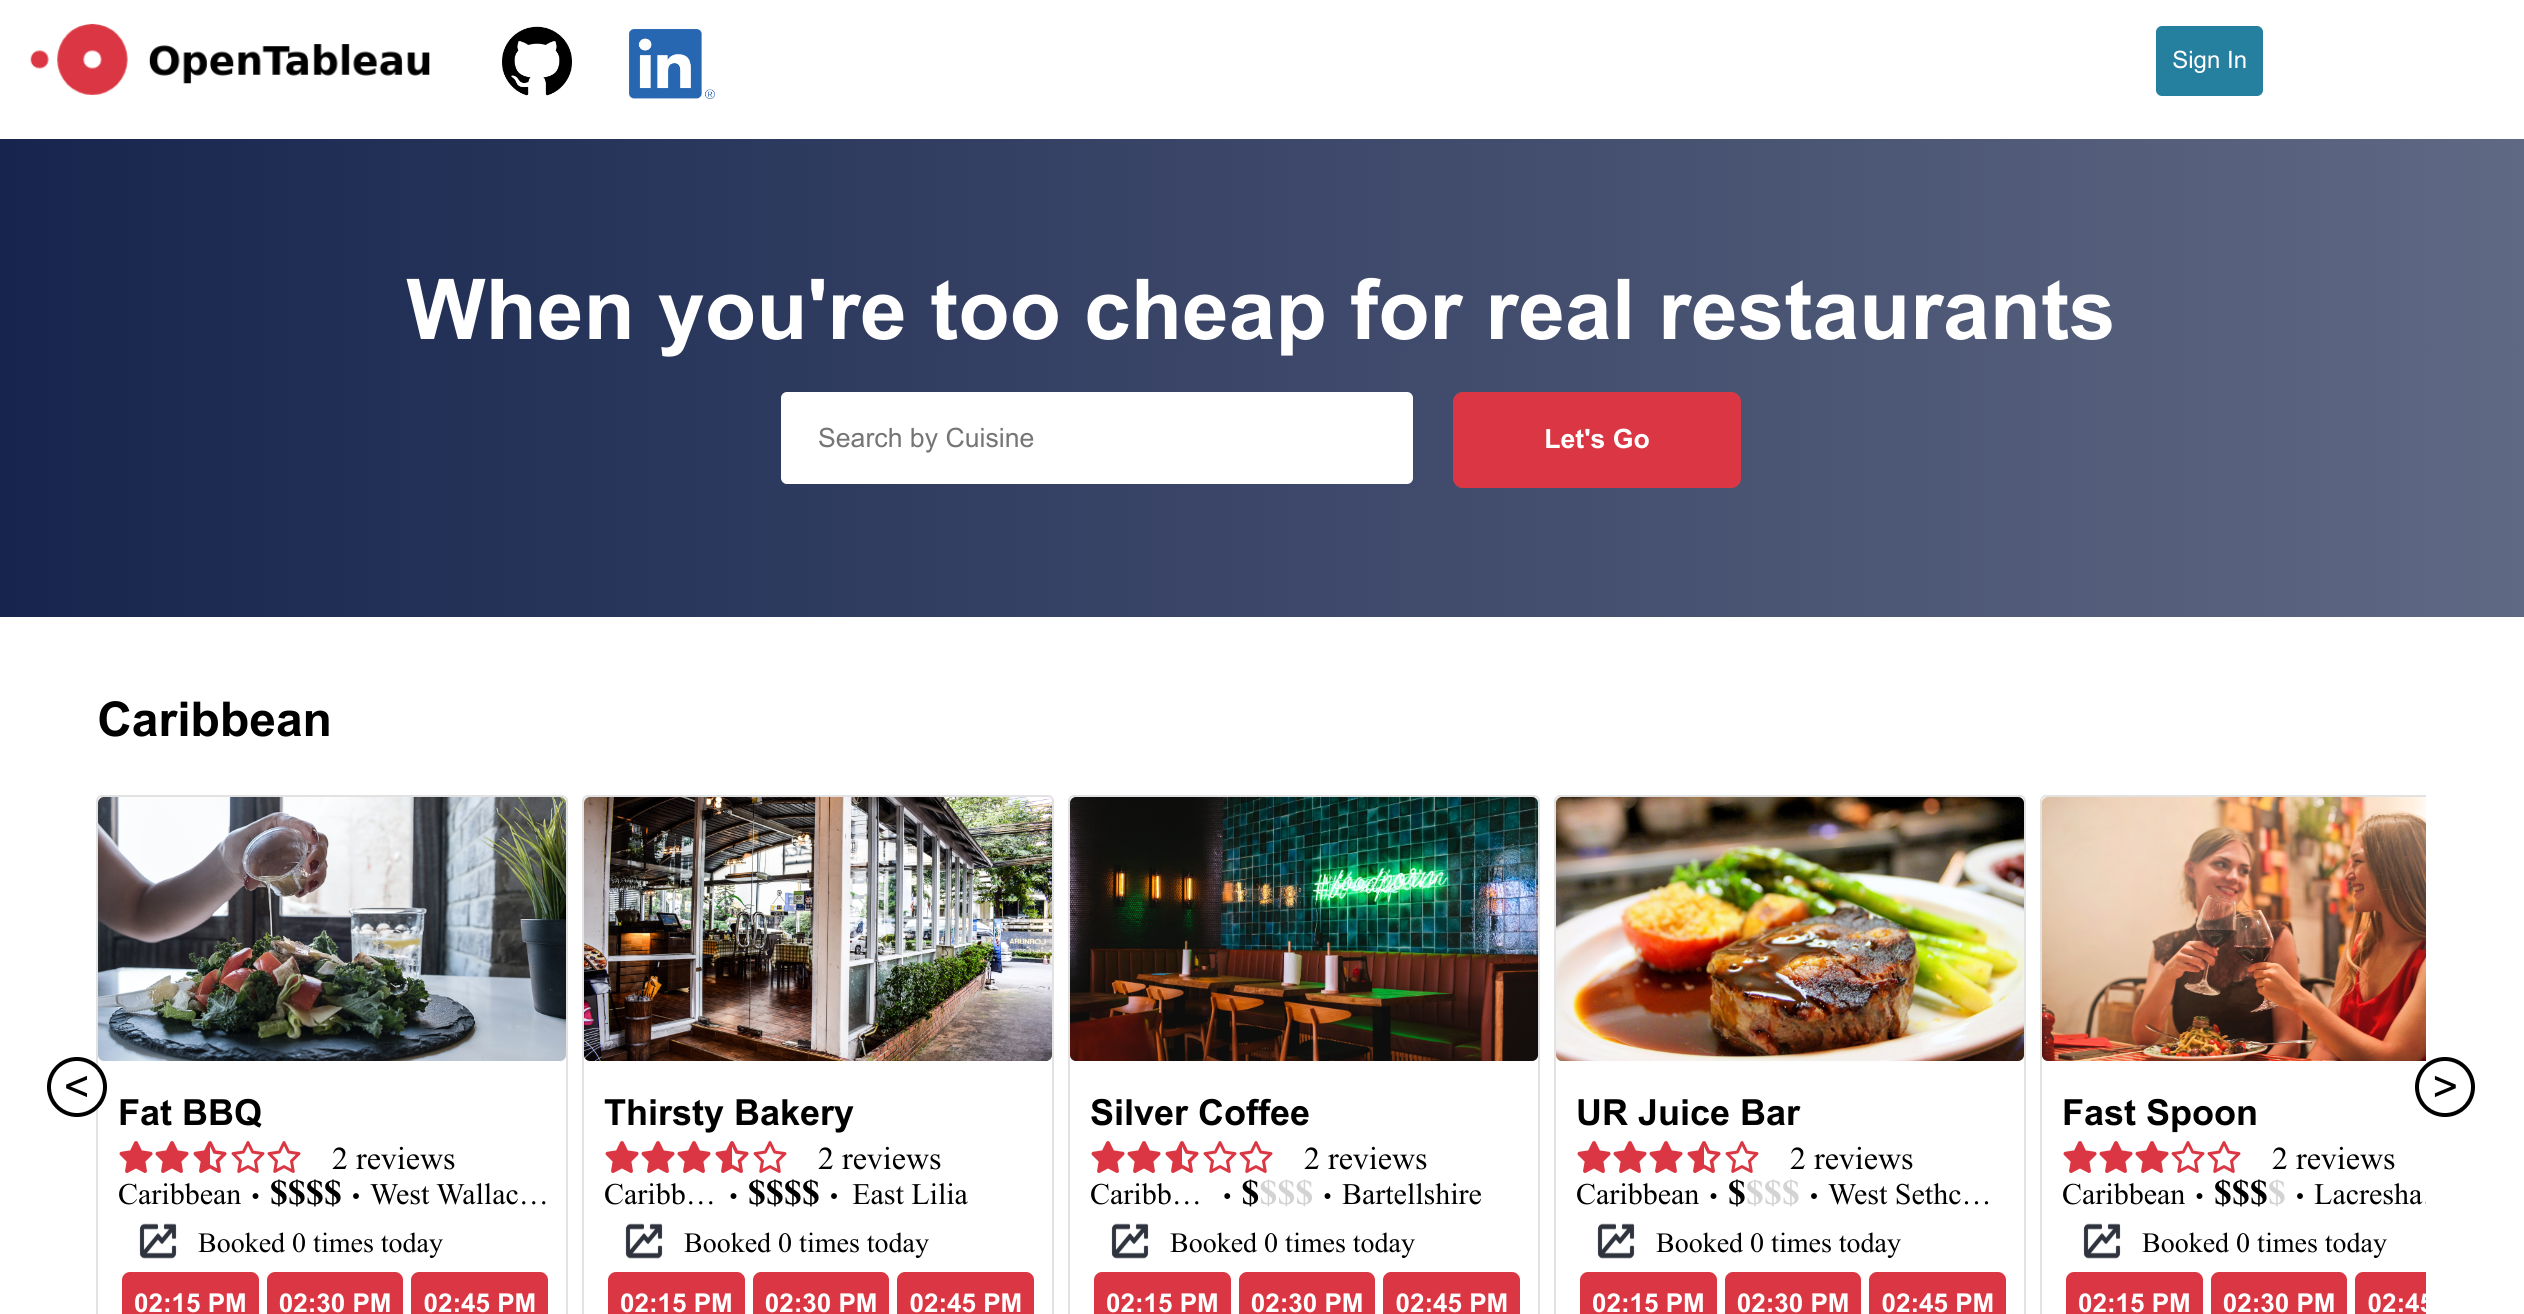 OpenTableau in ® Sign In
When you're too cheap for real restaurants
Search by Cuisine Let's Go
Caribbean
#foodporn
< >
Fat BBQ
2 reviews
Caribbean • $$$$ • West Wallac…
Booked 0 times today
02:15 PM 02:30 PM 02:45 PM
Thirsty Bakery
2 reviews
Caribb… • $$$$ • East Lilia
Booked 0 times today
02:15 PM 02:30 PM 02:45 PM
Silver Coffee
2 reviews
Caribb… • $$$$ • Bartellshire
Booked 0 times today
02:15 PM 02:30 PM 02:45 PM
UR Juice Bar
2 reviews
Caribbean • $$$$ • West Sethc…
Booked 0 times today
02:15 PM 02:30 PM 02:45 PM
Fast Spoon
2 reviews
Caribbean • $$$$ • Lacresha
Booked 0 times today
02:15 PM 02:30 PM 02:45